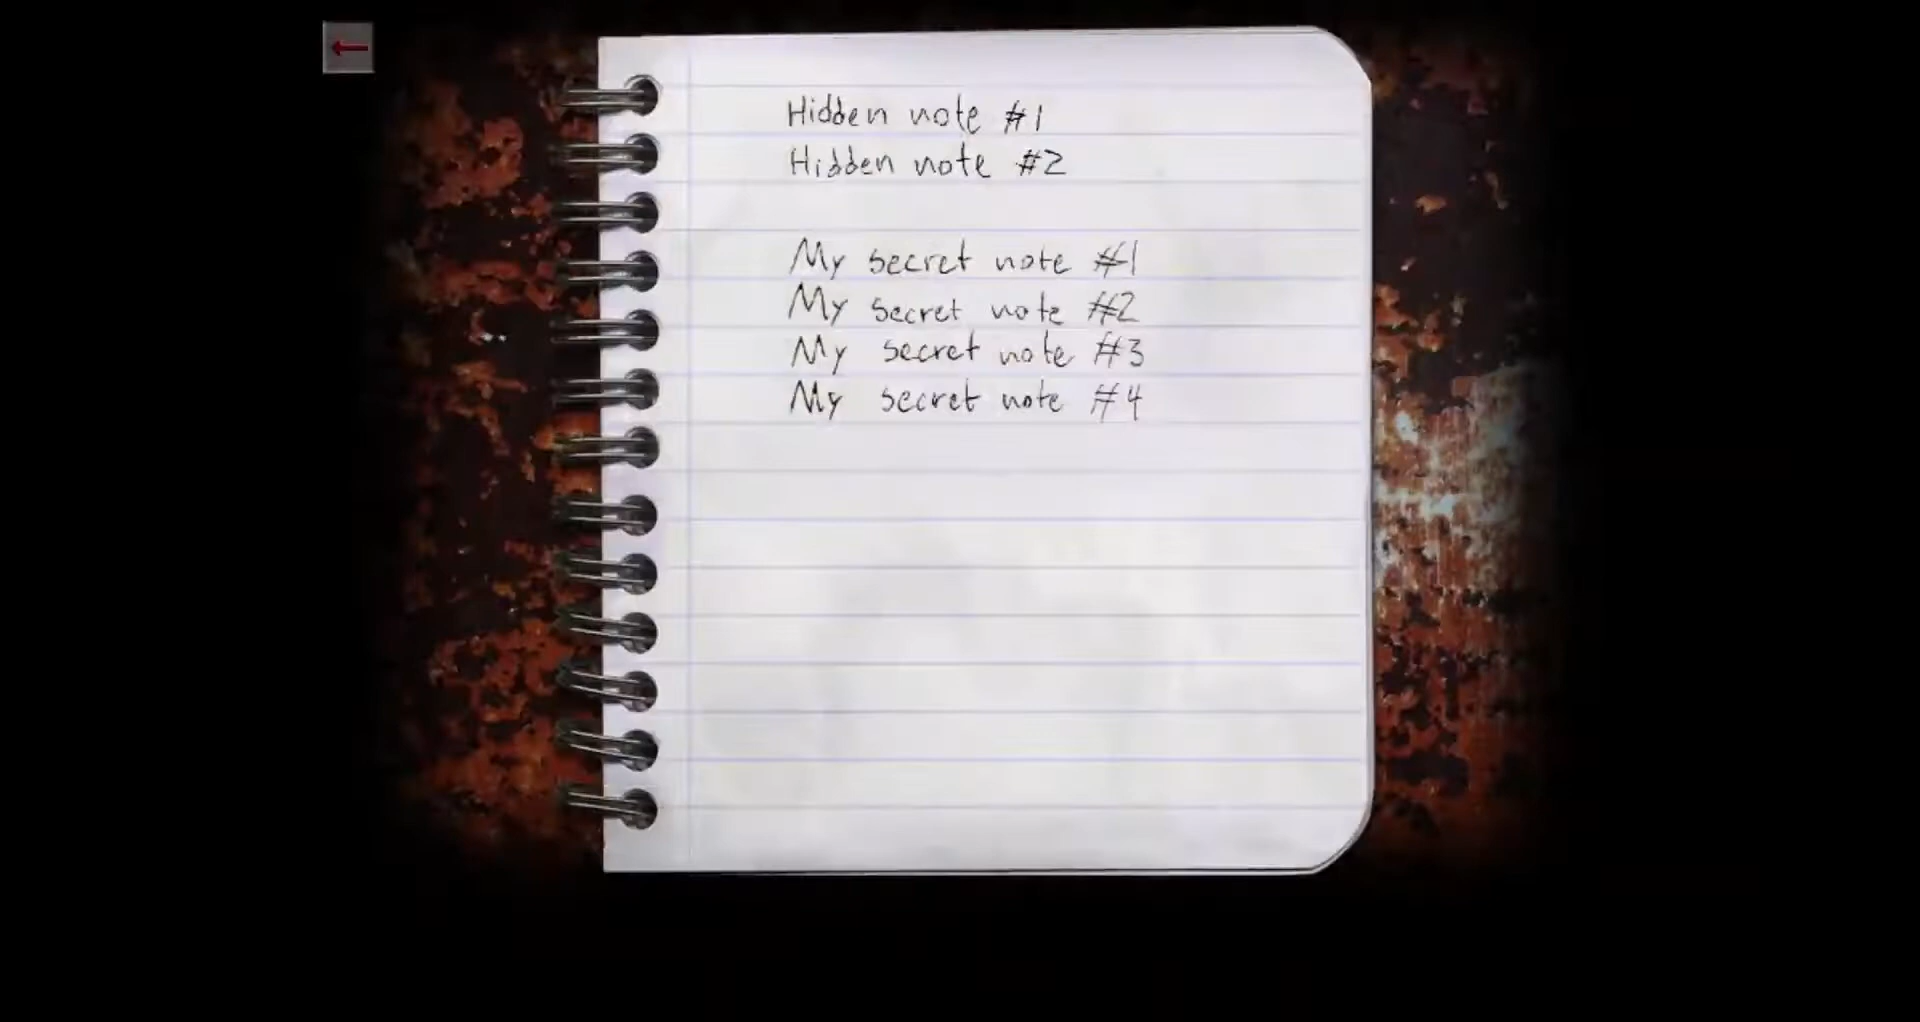 Hidden note #1
Hidden note #2
My secret note #1
My secret note #2
My secret note #3
My secret note #4